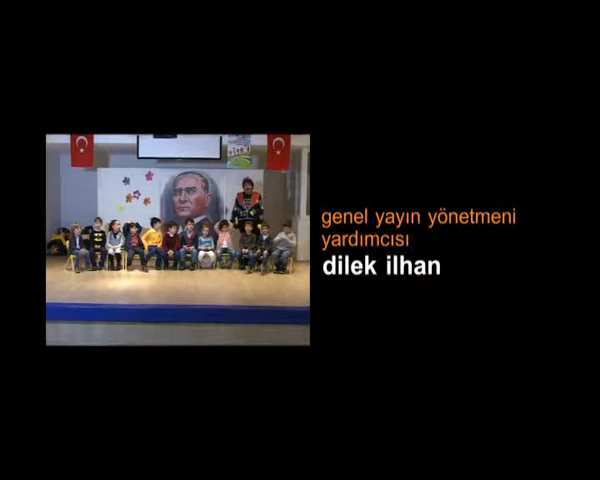 genel yayın yönetmeni
yardımcısı
dilek ilhan